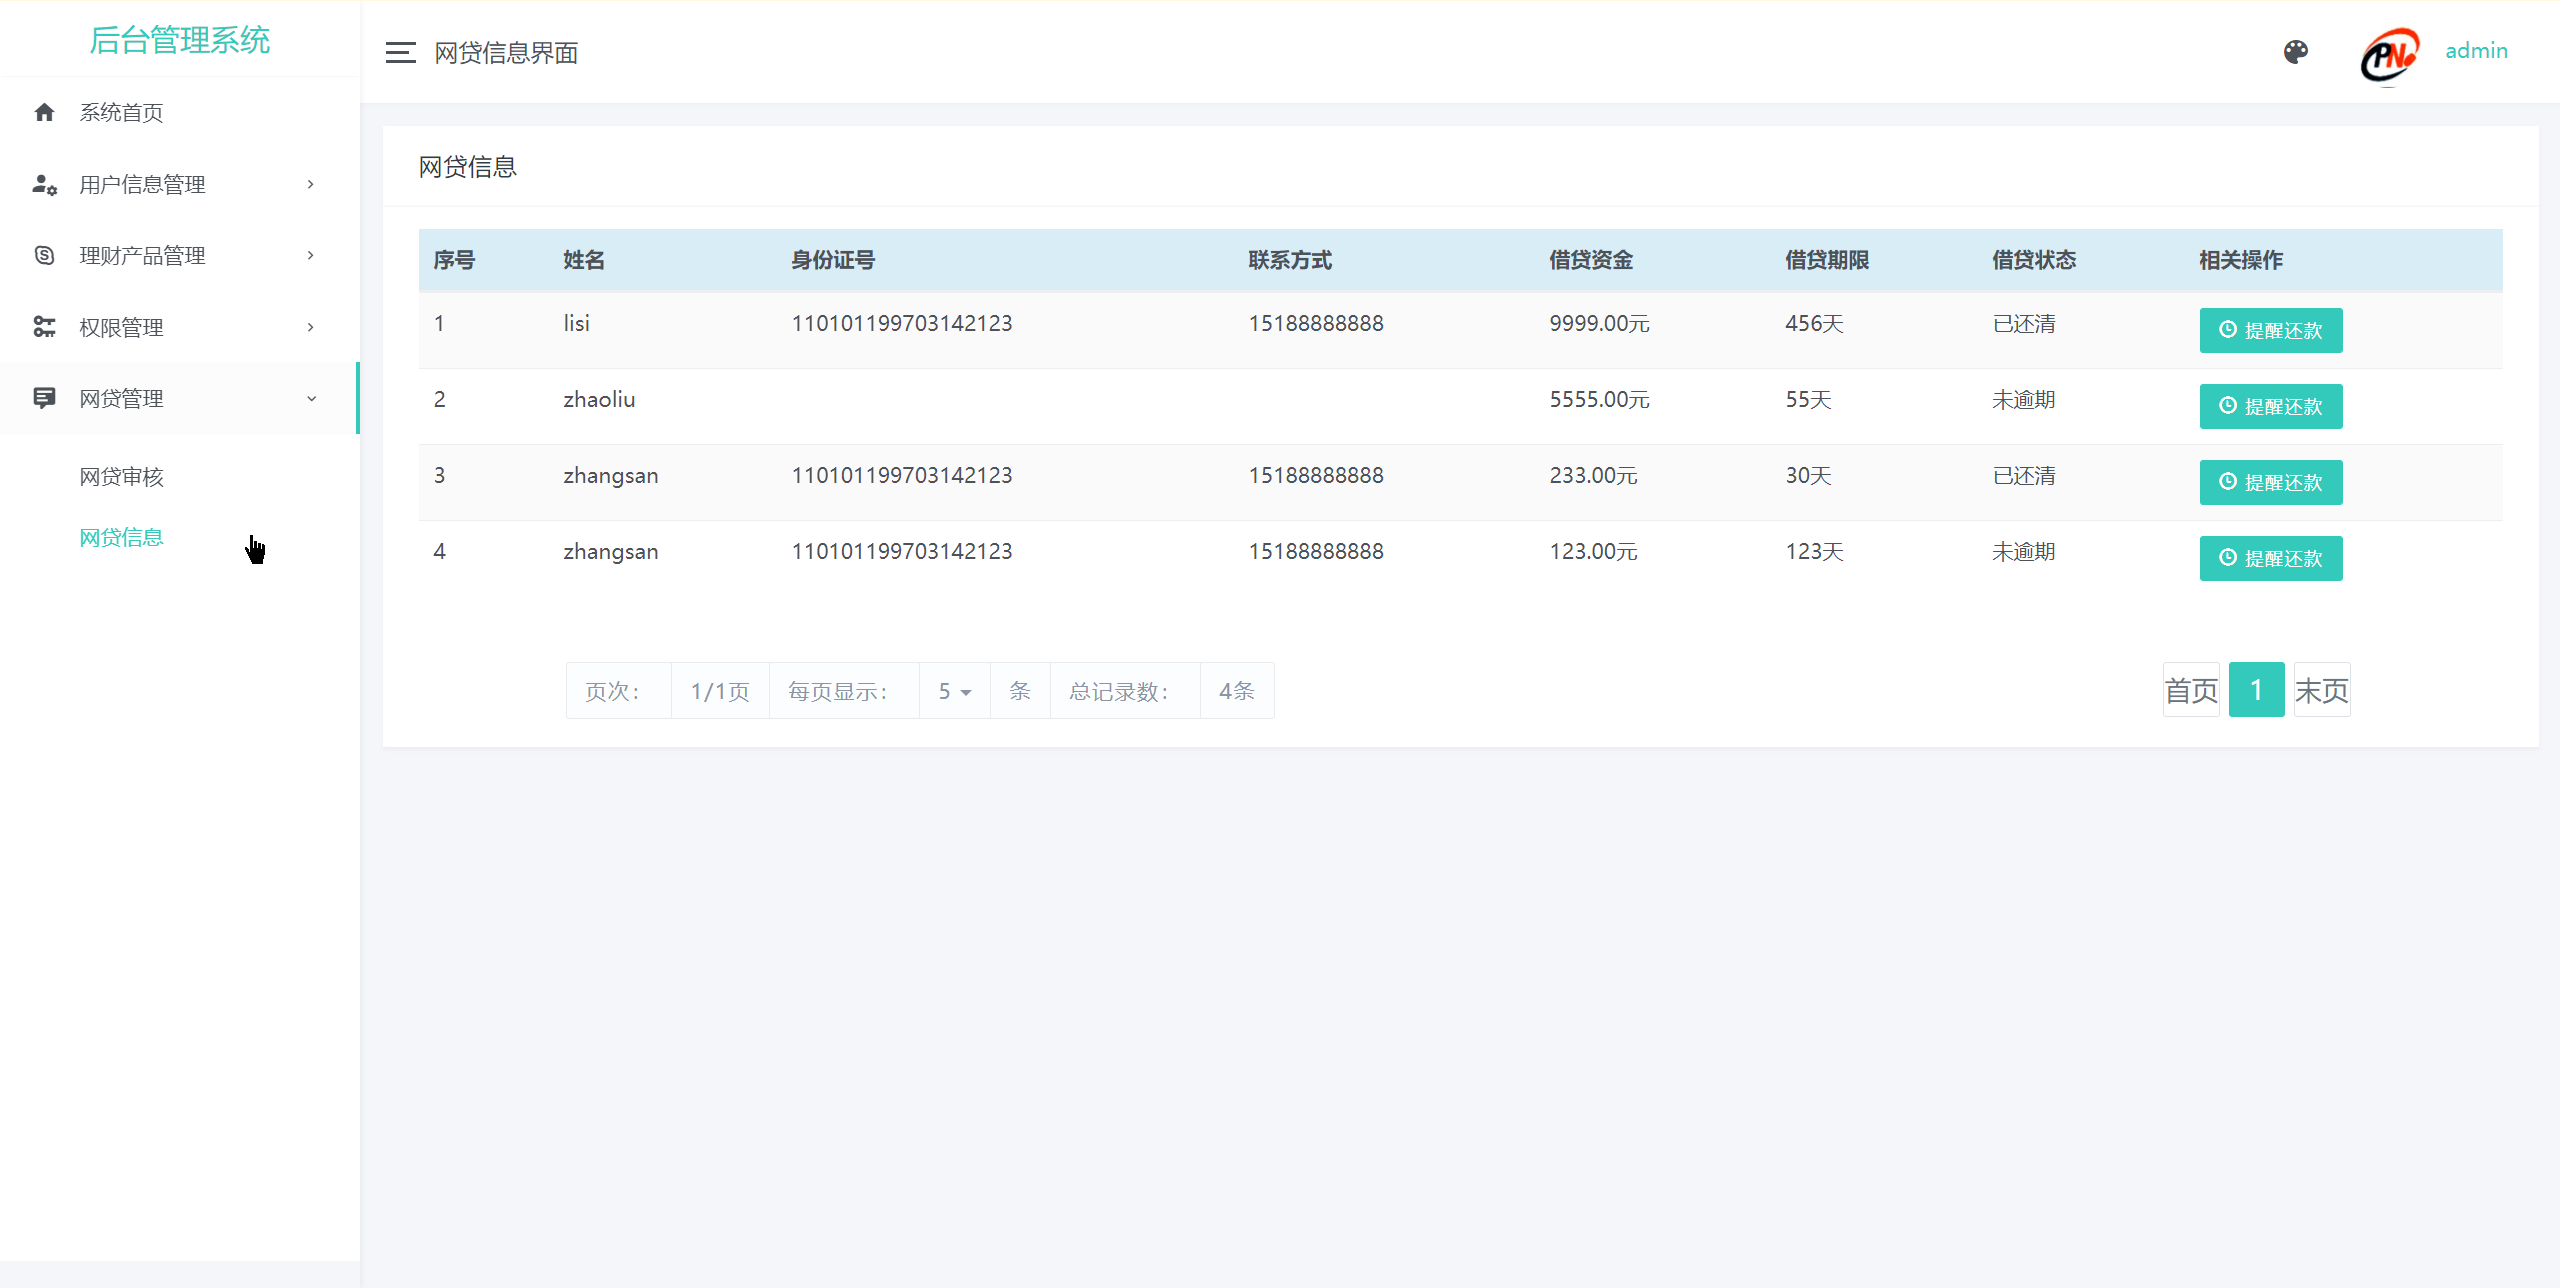 后台管理系统
系统首页
用户信息管理
理财产品管理
权限管理
网贷管理
网贷审核
网贷信息
网贷信息界面
PN
admin
网贷信息
序号 姓名 身份证号 联系方式 借贷资金 借贷期限 借贷状态 相关操作
1 lisi 110101199703142123 15188888888 9999.00元 456天 已还清 提醒还款
2 zhaoliu 5555.00元 55天 未逾期 提醒还款
3 zhangsan 110101199703142123 15188888888 233.00元 30天 已还清 提醒还款
4 zhangsan 110101199703142123 15188888888 123.00元 123天 未逾期 提醒还款
页次： 1/1页 每页显示： 5 条 总记录数： 4条 首页 1 末页